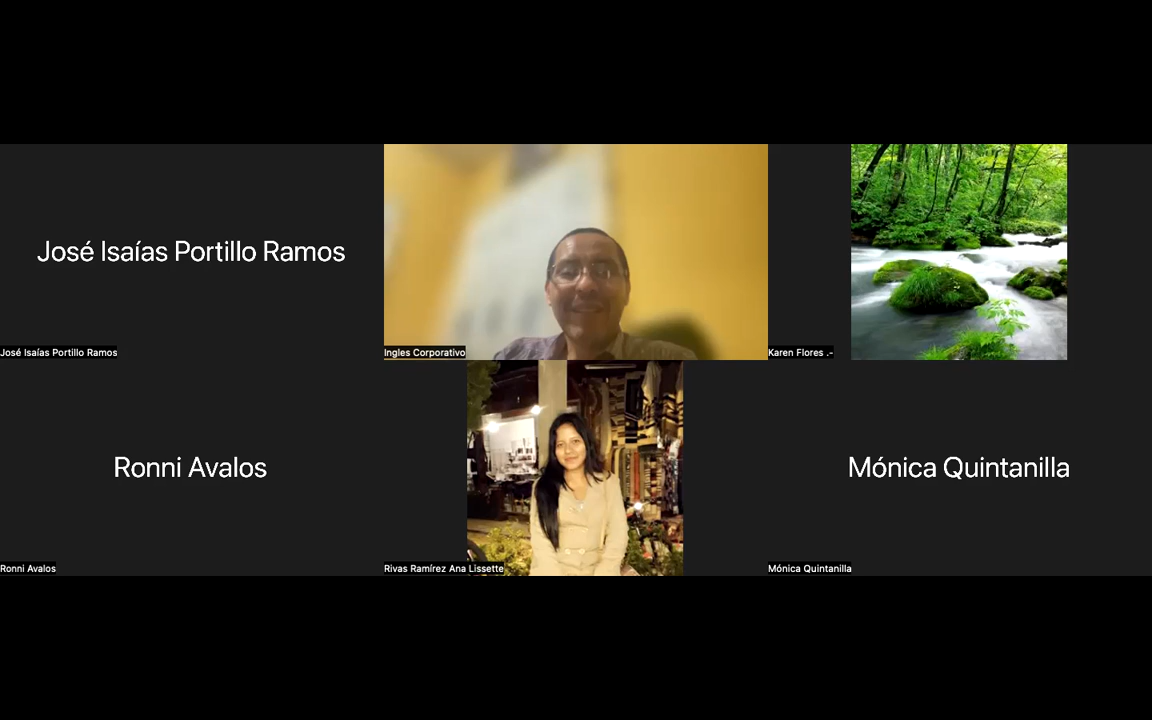 José Isaías Portillo Ramos
José Isaías Portillo Ramos
Ingles Corporativo
Karen Flores .-
Ronni Avalos
Mónica Quintanilla
Ronni Avalos
Rivas Ramírez Ana Lissette
Mónica Quintanilla